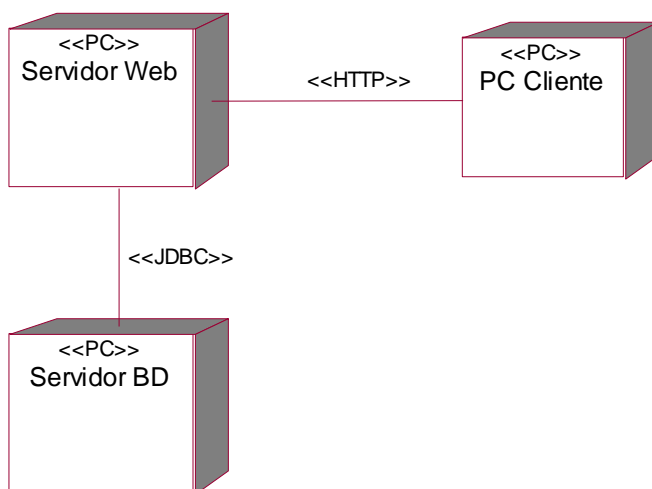 <<PC>>
Servidor Web
<<HTTP>>
<<PC>>
PC Cliente
<<JDBC>>
<<PC>>
Servidor BD